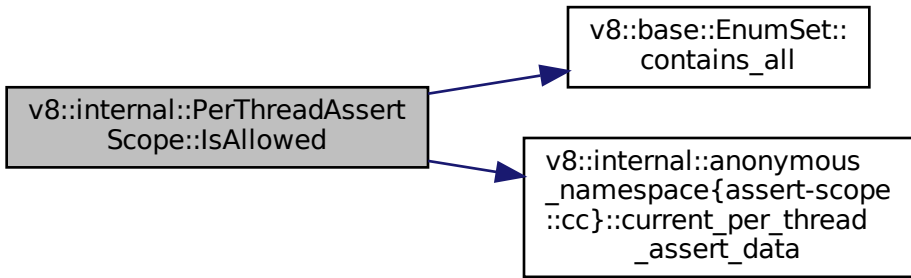 v8::internal::PerThreadAssert
Scope::IsAllowed
v8::base::EnumSet::
contains_all
v8::internal::anonymous
_namespace{assert-scope
::cc}::current_per_thread
_assert_data